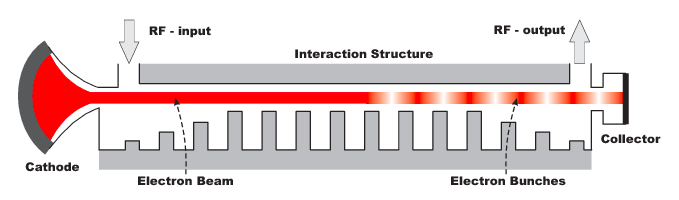 RF - input
RF - output
Interaction Structure
Collector
Cathode
Electron Beam
Electron Bunches